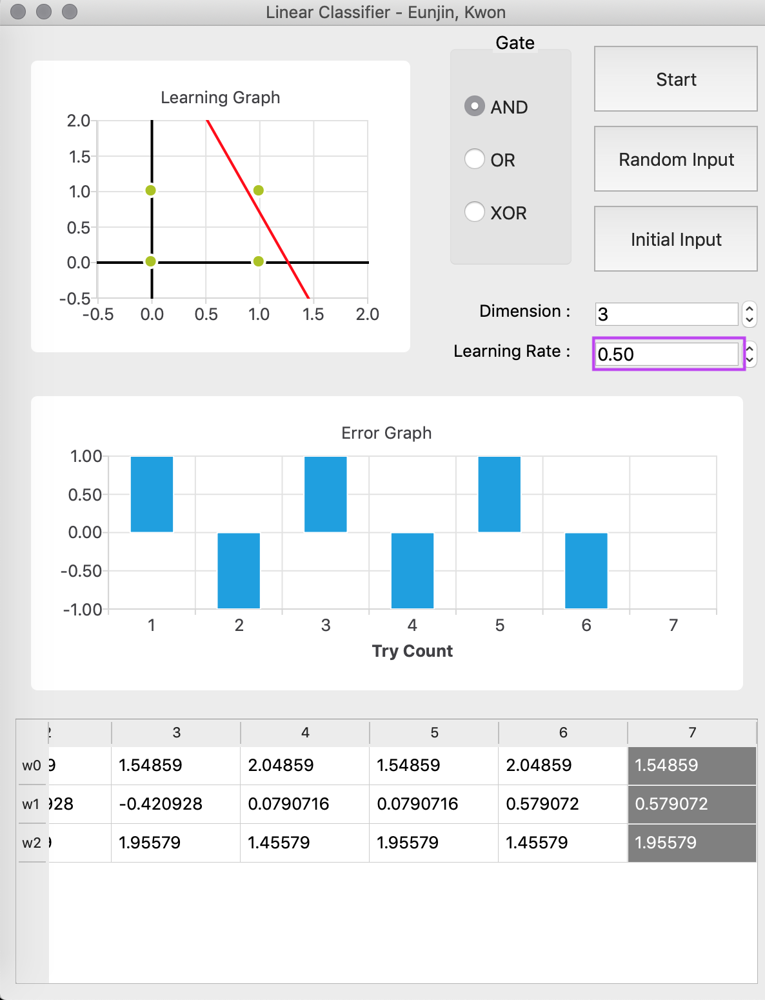 Linear Classifier - Eunjin, Kwon
Gate
AND
OR
XOR
Start
Random Input
Initial Input
Dimension :
3
Learning Rate :
0.50
Learning Graph
2.0
1.5
1.0
0.5
0.0
-0.5
-0.5 0.0 0.5 1.0 1.5 2.0
Error Graph
1.00
0.50
0.00
-0.50
-1.00
1 2 3 4 5 6 7
Try Count
3 4 5 6 7
w0 9 1.54859 2.04859 1.54859 2.04859 1.54859
w1 928 -0.420928 0.0790716 0.0790716 0.579072 0.579072
w2 1.95579 1.45579 1.95579 1.45579 1.95579